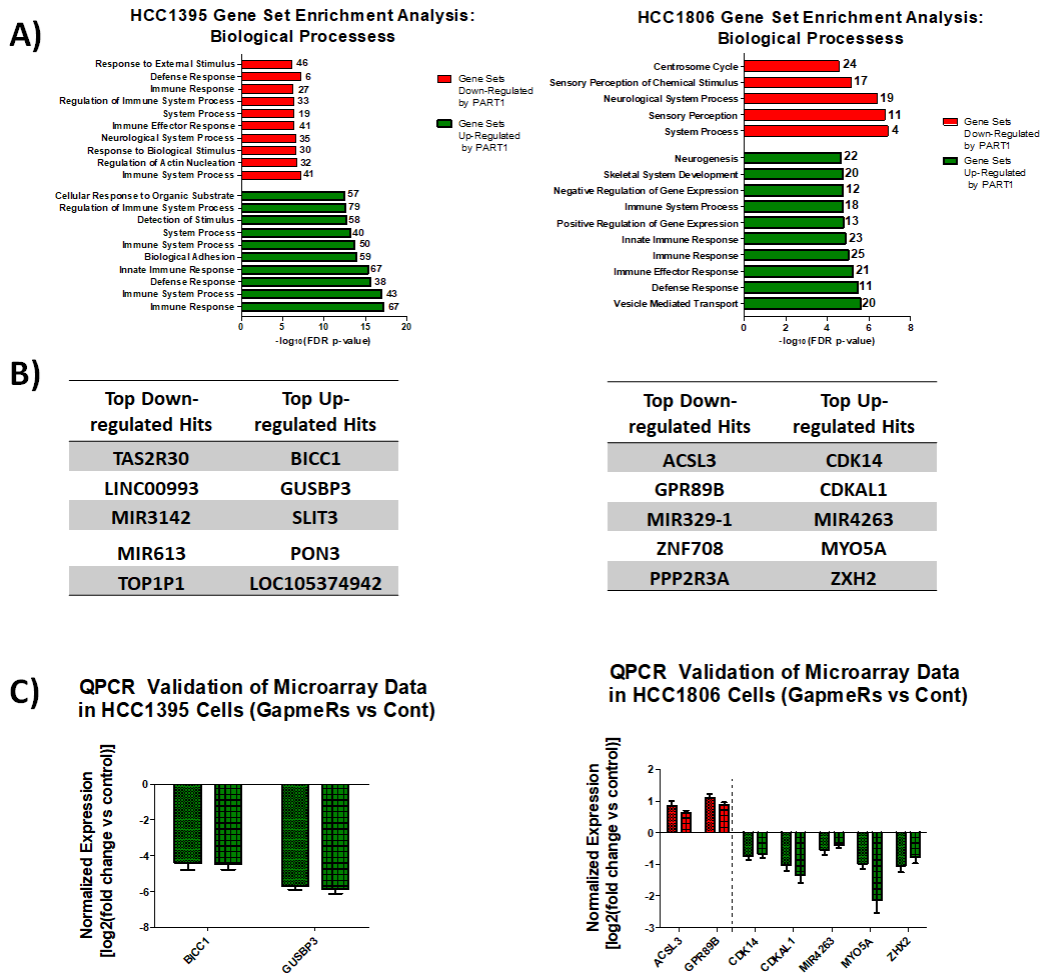 A)
HCC1395 Gene Set Enrichment Analysis:
Biological Processess
Response to External Stimulus 46
Defense Response 6
Immune Response 27
Regulation of Immune System Process 33
System Process 19
Immune Effector Response 41
Neurological System Process 35
Response to Biological Stimulus 30
Regulation of Actin Nucleation 32
Immune System Process 41
Cellular Response to Organic Substrate 57
Regulation of Immune System Process 79
Detection of Stimulus 58
System Process 40
Immune System Process 50
Biological Adhesion 59
Innate Immune Response 67
Defense Response 38
Immune System Process 43
Immune Response 67
0 5 10 15 20
-log10(FDR p-value)
Gene Sets
Down-Regulated
by PART1
Gene Sets
Up-Regulated
by PART1
HCC1806 Gene Set Enrichment Analysis:
Biological Processess
Centrosome Cycle 24
Sensory Perception of Chemical Stimulus 17
Neurological System Process 19
Sensory Perception 11
System Process 4
Neurogenesis 22
Skeletal System Development 20
Negative Regulation of Gene Expression 12
Immune System Process 18
Positive Regulation of Gene Expression 13
Innate Immune Response 23
Immune Response 25
Immune Effector Response 21
Defense Response 11
Vesicle Mediated Transport 20
0 2 4 6 8
-log10(FDR p-value)
Gene Sets
Down-Regulated
by PART1
Gene Sets
Up-Regulated
by PART1
B)
Top Down-
regulated Hits
Top Up-
regulated Hits
TAS2R30 BICC1
LINC00993 GUSBP3
MIR3142 SLIT3
MIR613 PON3
TOP1P1 LOC105374942
Top Down-
regulated Hits
Top Up-
regulated Hits
ACSL3 CDK14
GPR89B CDKAL1
MIR329-1 MIR4263
ZNF708 MYO5A
PPP2R3A ZXH2
C)
QPCR Validation of Microarray Data
in HCC1395 Cells (GapmeRs vs Cont)
Normalized Expression
[log2(fold change vs control)]
0
-2
-4
-6
-8
BICC1 GUSBP3
QPCR Validation of Microarray Data
in HCC1806 Cells (GapmeRs vs Cont)
Normalized Expression
[log2(fold change vs control)]
2
1
0
-1
-2
-3
ACSL3 GPR89B CDK14 CDKAL1 MIR4263 MYO5A ZHX2